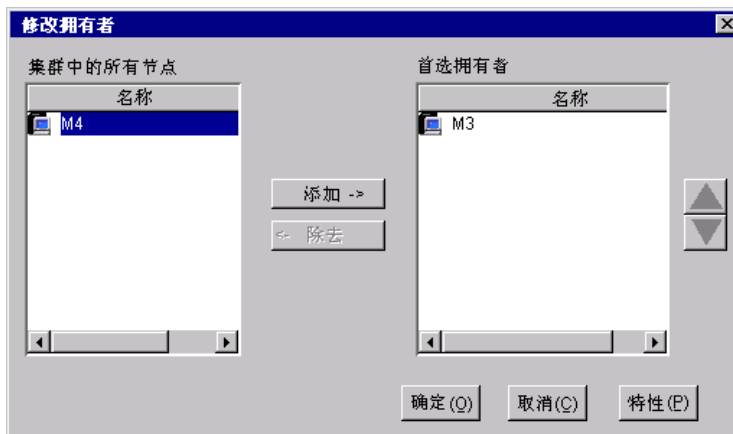 修改拥有者
集群中的所有节点
名称
M4
添加 ->
<- 除去
首选拥有者
名称
M3
确定(O)
取消(C)
特性(P)